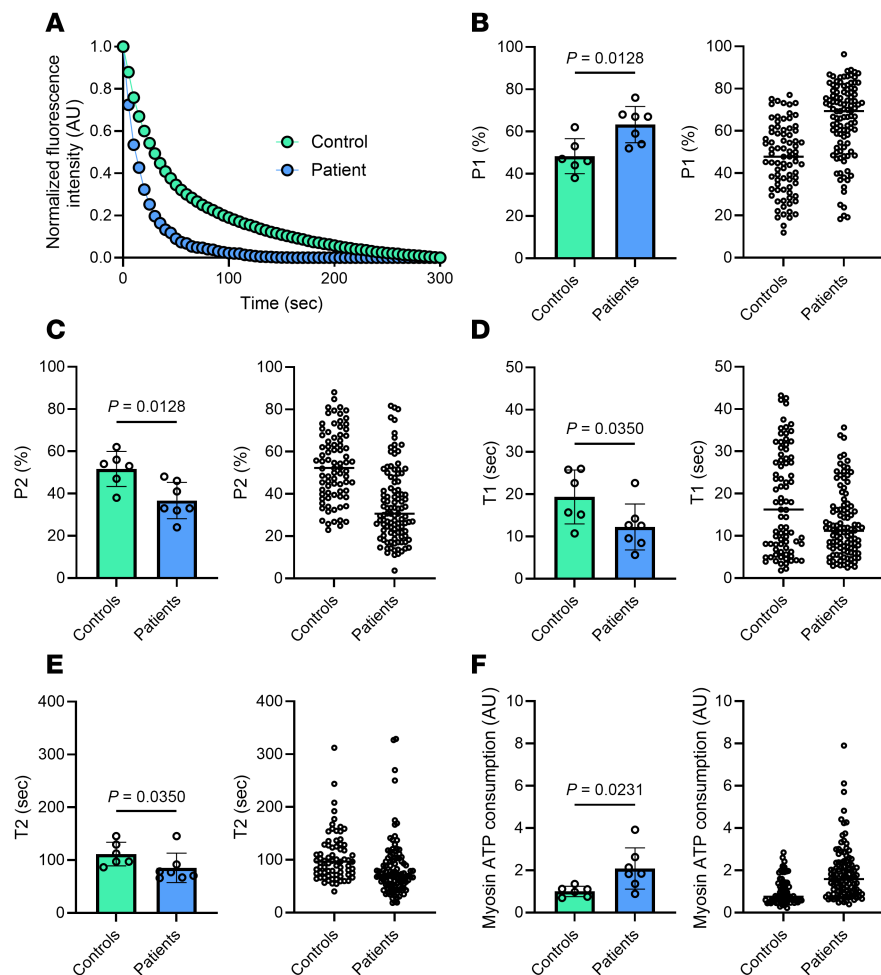 A
Normalized fluorescence
intensity (AU)
1.0
0.8
0.6
0.4
0.2
0.0
0
100
200
300
Time (sec)
Control
Patient
B
P1 (%)
100
80
60
40
20
0
P = 0.0128
Controls
Patients
P1 (%)
100
80
60
40
20
0
Controls
Patients
C
P2 (%)
100
80
60
40
20
0
P = 0.0128
Controls
Patients
P2 (%)
100
80
60
40
20
0
Controls
Patients
D
T1 (sec)
50
40
30
20
10
0
P = 0.0350
Controls
Patients
T1 (sec)
50
40
30
20
10
0
Controls
Patients
E
T2 (sec)
400
300
200
100
0
P = 0.0350
Controls
Patients
T2 (sec)
400
300
200
100
0
Controls
Patients
F
Myosin ATP consumption (AU)
10
8
6
4
2
0
P = 0.0231
Controls
Patients
Myosin ATP consumption (AU)
10
8
6
4
2
0
Controls
Patients